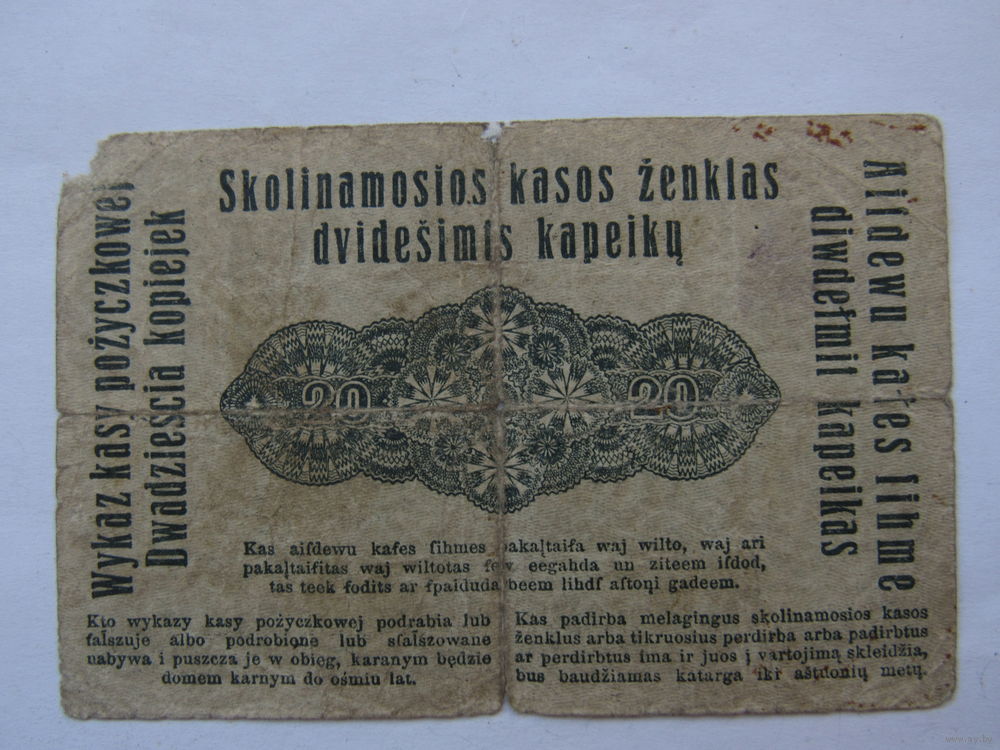 Skolinamosios kasos ženklas
dvidešimts kapeikų
Wykaz kasy pożyczkowej
Dwadzieścia kopiejek
Aiſdewu kaſes ſihme
diwdeſmit kapeikas
20
20
Kas aiſdewu kaſes ſihmes pakaļtaiſa waj wilto, waj ari
pakaļtaiſitas waj wiltotas ſew eegahda un ziteem iſdod,
tas teek ſodits ar ſpaidudarbeem lihdſ aſtoņi gadeem.
Kto wykazy kasy pożyczkowej podrabia lub
fałszuje albo podrobione lub sfałszowane
nabywa i puszcza je w obieg, karanym będzie
domem karnym do ośmiu lat.
Kas padirba melagingus skolinamosios kasos
ženklus arba tikruosius perdirba arba padirbtus
ar perdirbtus ima ir juos į vartojimą skleidžia,
bus baudžiamas katarga iki aštuonių metų.